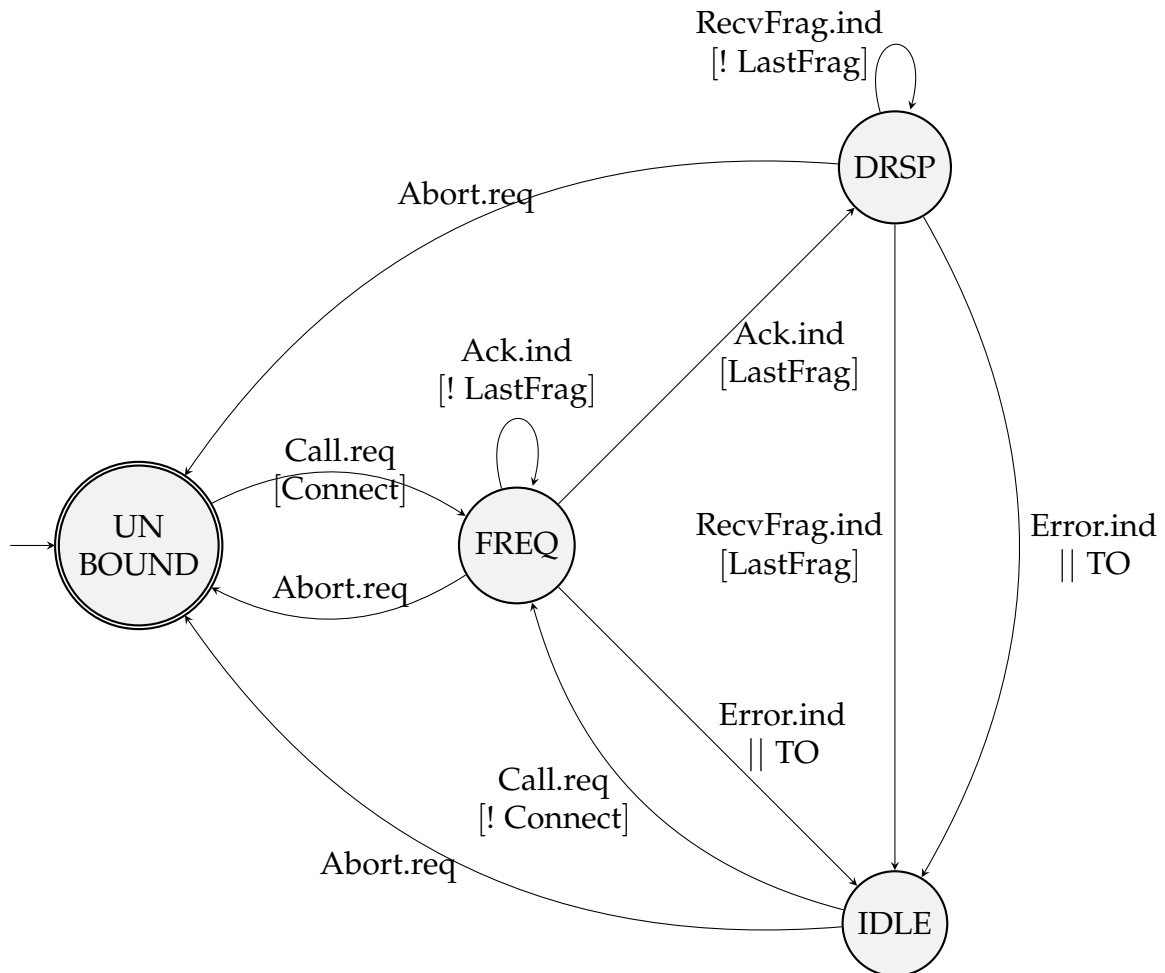 RecvFrag.ind
[! LastFrag]
DRSP
Abort.req
Ack.ind
[LastFrag]
Ack.ind
[! LastFrag]
Call.req
[Connect]
UN
BOUND
FREQ
RecvFrag.ind
[LastFrag]
Error.ind
|| TO
Abort.req
Error.ind
|| TO
Call.req
[! Connect]
Abort.req
IDLE